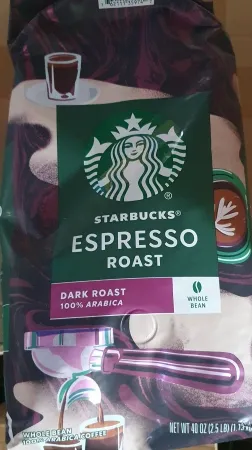 STARBUCKS®
ESPRESSO
ROAST
DARK ROAST
100% ARABICA
WHOLE
BEAN
WHOLE BEAN
100% ARABICA COFFEE
NET WT 40 OZ (2.5 LB)